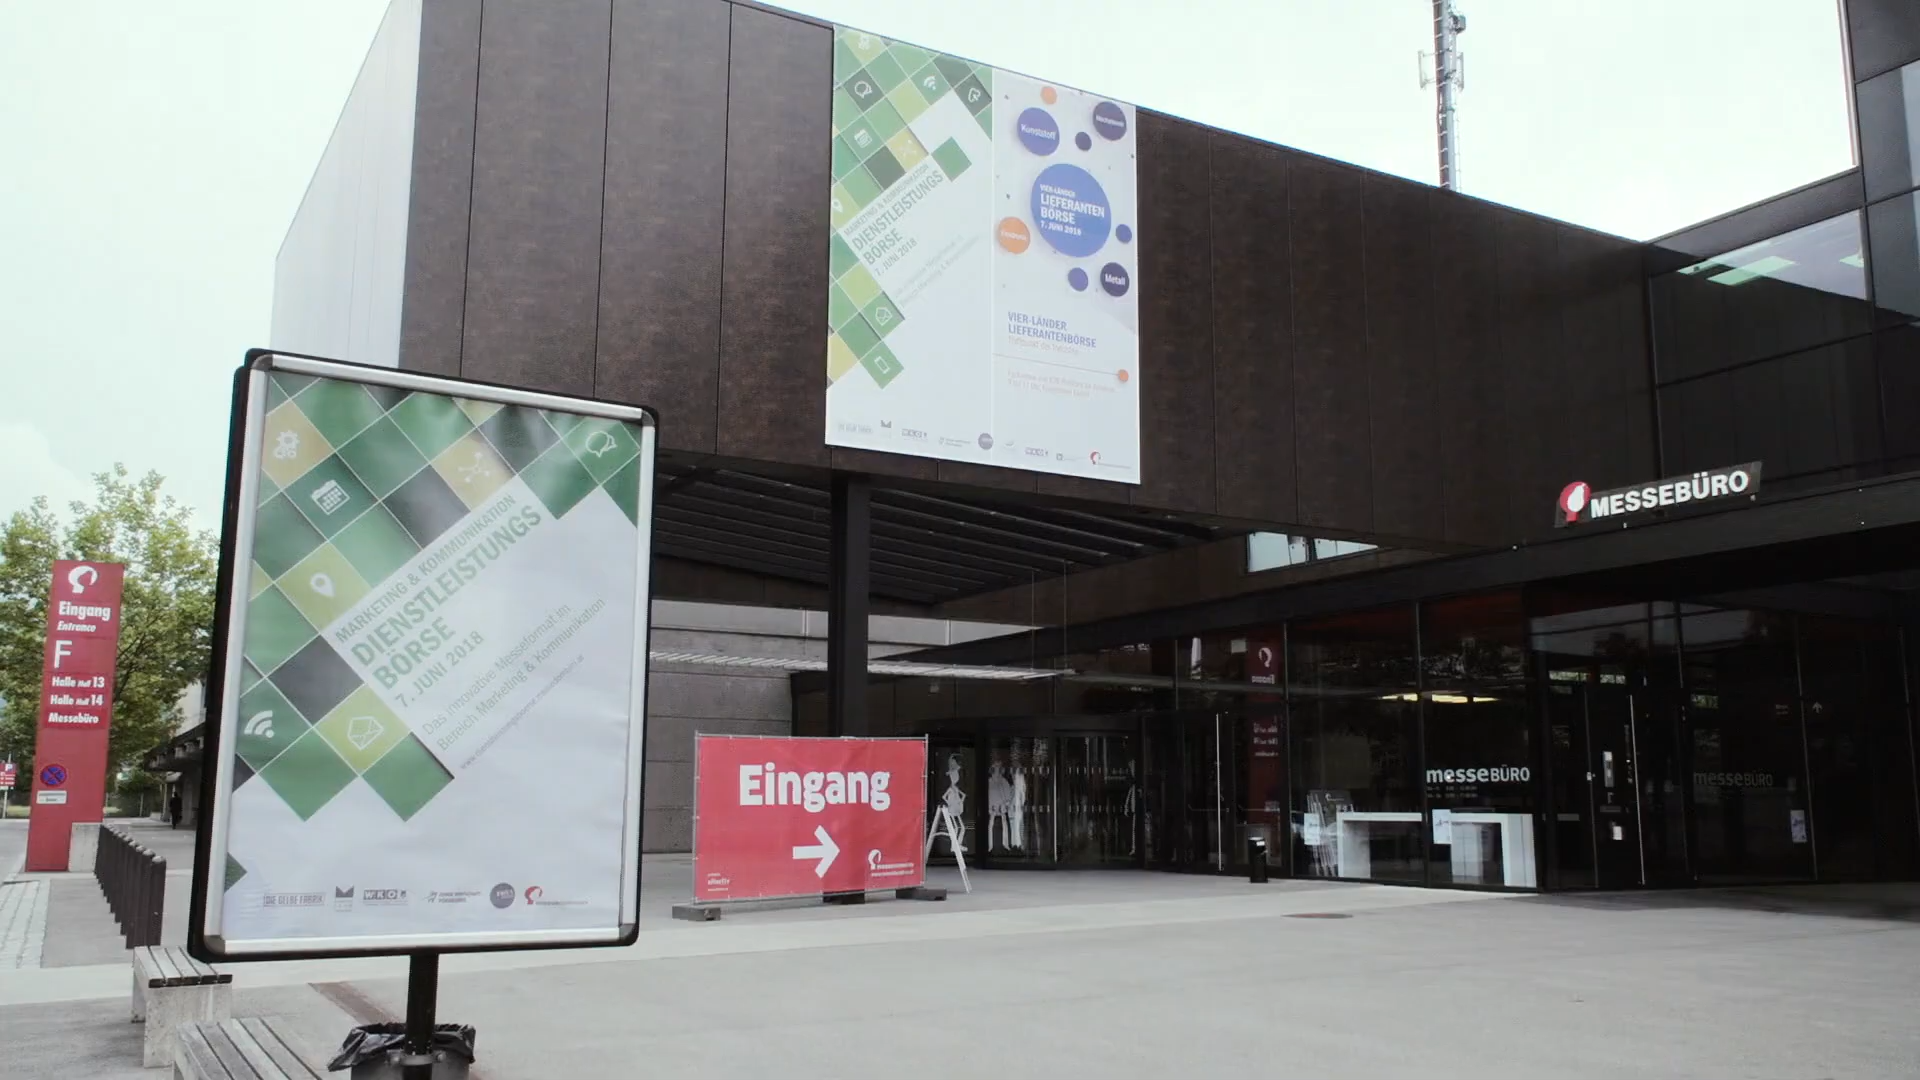 MARKETING & KOMMUNIKATION
DIENSTLEISTUNGS
BÖRSE
7. JUNI 2018
Kunststoff
VIER-LÄNDER
LIEFERANTEN
BÖRSE
7. JUNI 2018
Metall
VIER-LÄNDER
LIEFERANTENBÖRSE
MESSEBÜRO
Eingang
Entrance
F
Halle Hall 13
Halle Hall 14
Messebüro
MARKETING & KOMMUNIKATION
DIENSTLEISTUNGS
BÖRSE
7. JUNI 2018
Das innovative Messeformat im
Bereich Marketing & Kommunikation
DIE GELBE FABRIK
WKO
Eingang
messeBÜRO
messeBÜRO